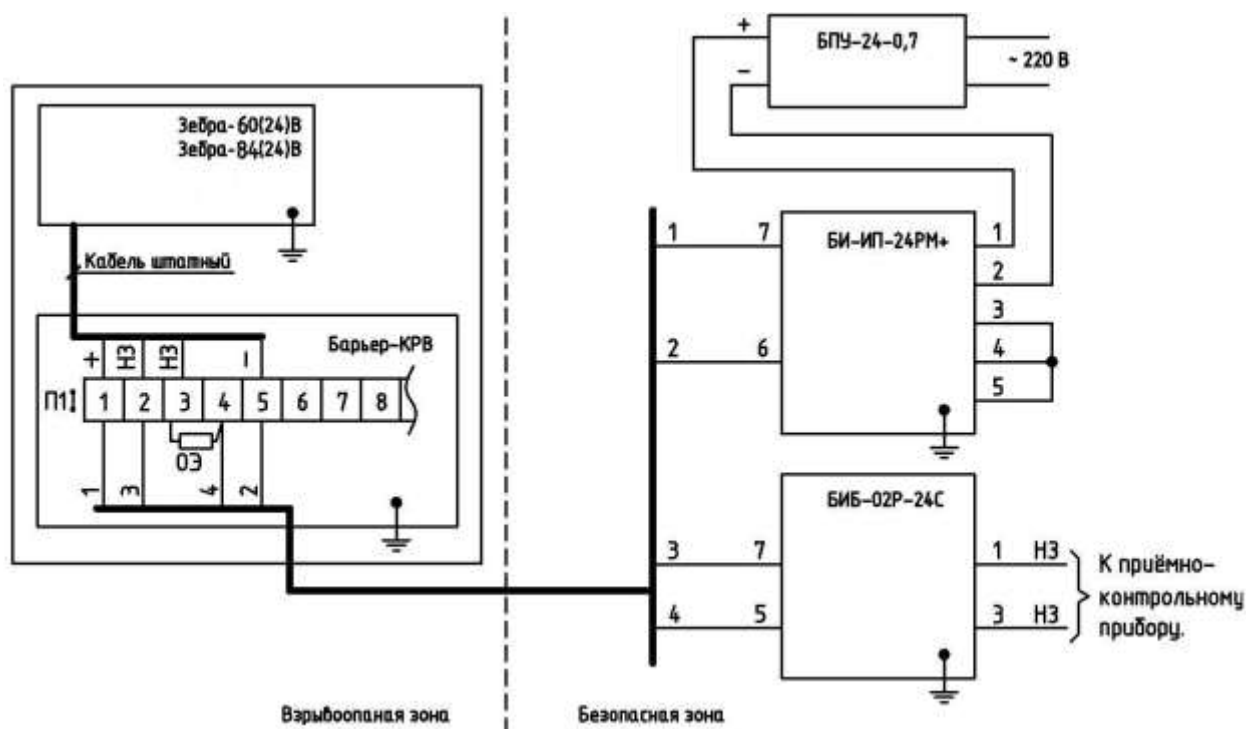 +
БПУ-24-0,7
~ 220 В
−
Зебра-60(24)В
Зебра-84(24)В
Кабель штатный
1 7 БИ-ИП-24РМ+ 1
2
3
2 6 4
5
Барьер-КРВ
+ НЗ НЗ −
П1 1 2 3 4 5 6 7 8
ОЭ
1 3 4 2
БИБ-02Р-24С
3 7 1 НЗ
4 5 3 НЗ
К приёмно-
контрольному
прибору.
Взрывоопаная зона
Безопасная зона